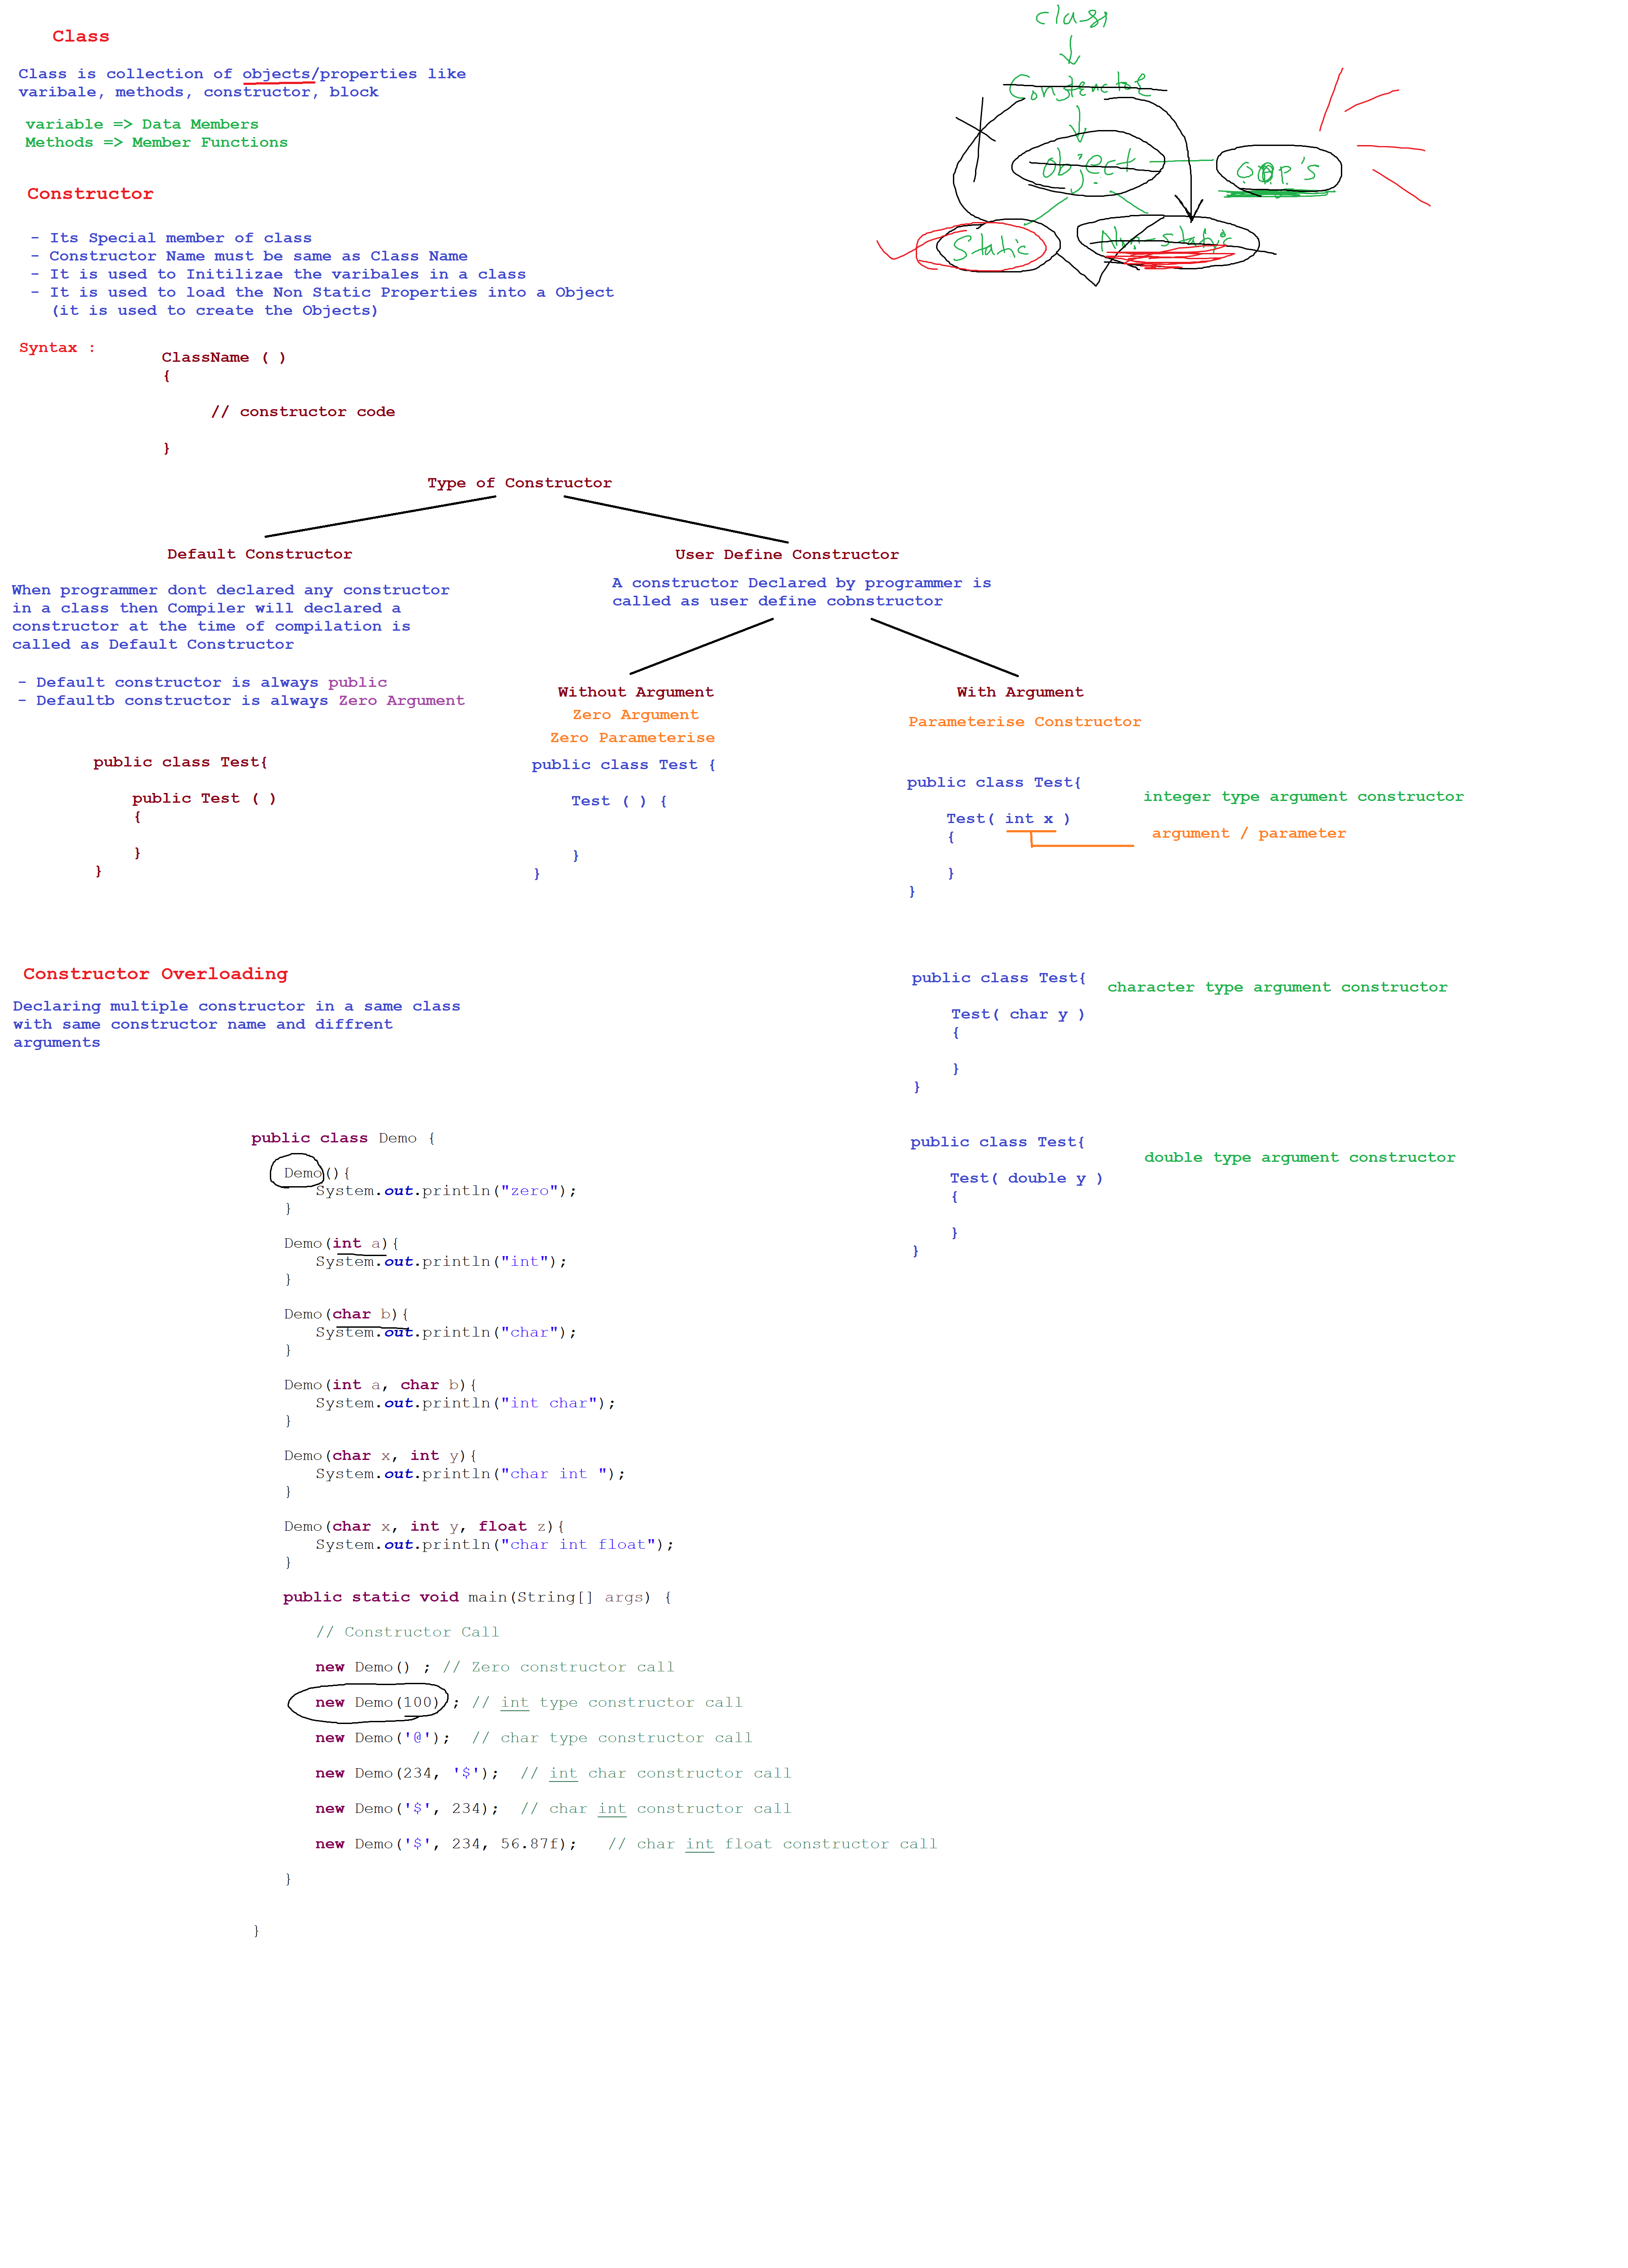 Class
Class is collection of objects/properties like
varibale, methods, constructor, block
variable => Data Members
Methods => Member Functions
class
Constructor
object
oop's
Static
Non-static
Constructor
- Its Special member of class
- Constructor Name must be same as Class Name
- It is used to Initilizae the varibales in a class
- It is used to load the Non Static Properties into a Object
(it is used to create the Objects)
Syntax :
ClassName ( )
{
// constructor code
}
Type of Constructor
Default Constructor
When programmer dont declared any constructor
in a class then Compiler will declared a
constructor at the time of compilation is
called as Default Constructor
- Default constructor is always public
- Defaultb constructor is always Zero Argument
public class Test{
public Test ( )
{
}
}
User Define Constructor
A constructor Declared by programmer is
called as user define cobnstructor
Without Argument
Zero Argument
Zero Parameterise
public class Test {
Test ( ) {
}
}
With Argument
Parameterise Constructor
public class Test{
integer type argument constructor
Test( int x )
argument / parameter
{
}
}
public class Test{
character type argument constructor
Test( char y )
{
}
}
public class Test{
double type argument constructor
Test( double y )
{
}
}
Constructor Overloading
Declaring multiple constructor in a same class
with same constructor name and diffrent
arguments
public class Demo {
Demo(){
System.out.println("zero");
}
Demo(int a){
System.out.println("int");
}
Demo(char b){
System.out.println("char");
}
Demo(int a, char b){
System.out.println("int char");
}
Demo(char x, int y){
System.out.println("char int ");
}
Demo(char x, int y, float z){
System.out.println("char int float");
}
public static void main(String[] args) {
// Constructor Call
new Demo() ; // Zero constructor call
new Demo(100) ; // int type constructor call
new Demo('@');  // char type constructor call
new Demo(234, '$');  // int char constructor call
new Demo('$', 234);  // char int constructor call
new Demo('$', 234, 56.87f);   // char int float constructor call
}
}